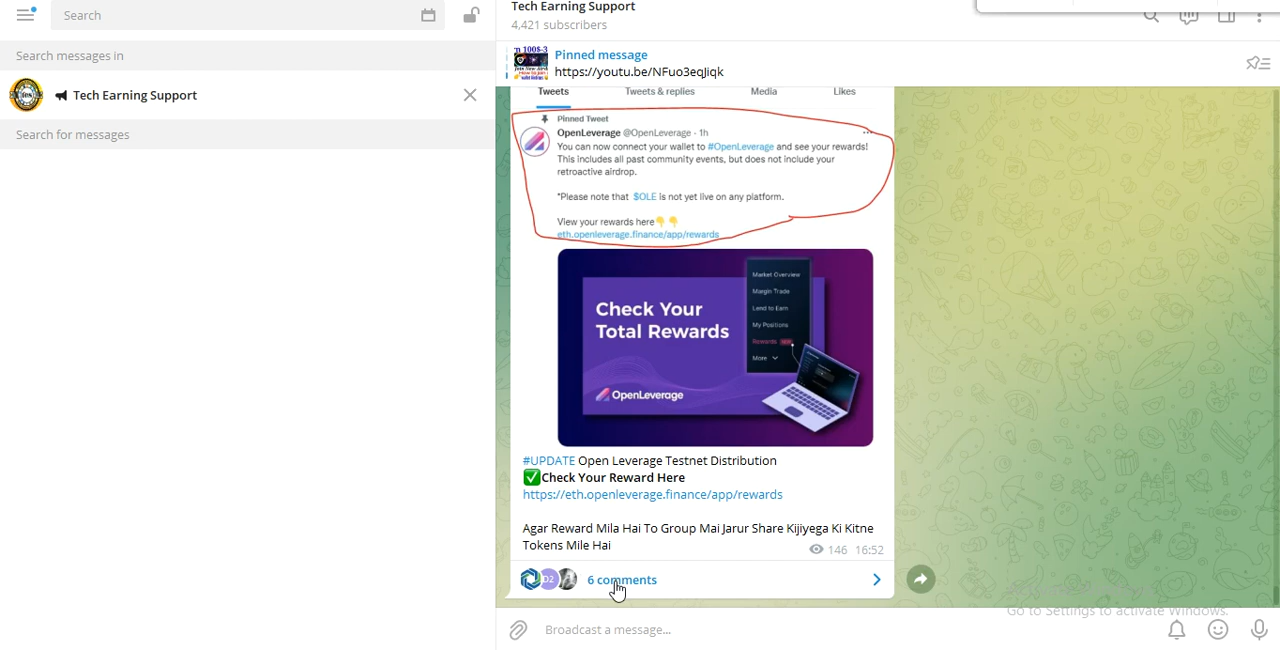 Search
Search messages in
Tech Earning Support
Search for messages
Tech Earning Support
4,421 subscribers
Pinned message
https://youtu.be/NFuo3eqJiqk
Tweets Tweets & replies Media Likes
Pinned Tweet
OpenLeverage @OpenLeverage · 1h
You can now connect your wallet to #OpenLeverage and see your rewards!
This includes all past community events, but does not include your
retroactive airdrop.
*Please note that $OLE is not yet live on any platform.
View your rewards here👇👇
eth.openleverage.finance/app/rewards
Check Your
Total Rewards
Market Overview
Margin Trade
Lend to Earn
My Positions
Rewards NEW
More
OpenLeverage
#UPDATE Open Leverage Testnet Distribution
✅Check Your Reward Here
https://eth.openleverage.finance/app/rewards
Agar Reward Mila Hai To Group Mai Jarur Share Kijiyega Ki Kitne
Tokens Mile Hai
146 16:52
D2
6 comments
Go to Settings to activate Windows.
Broadcast a message...